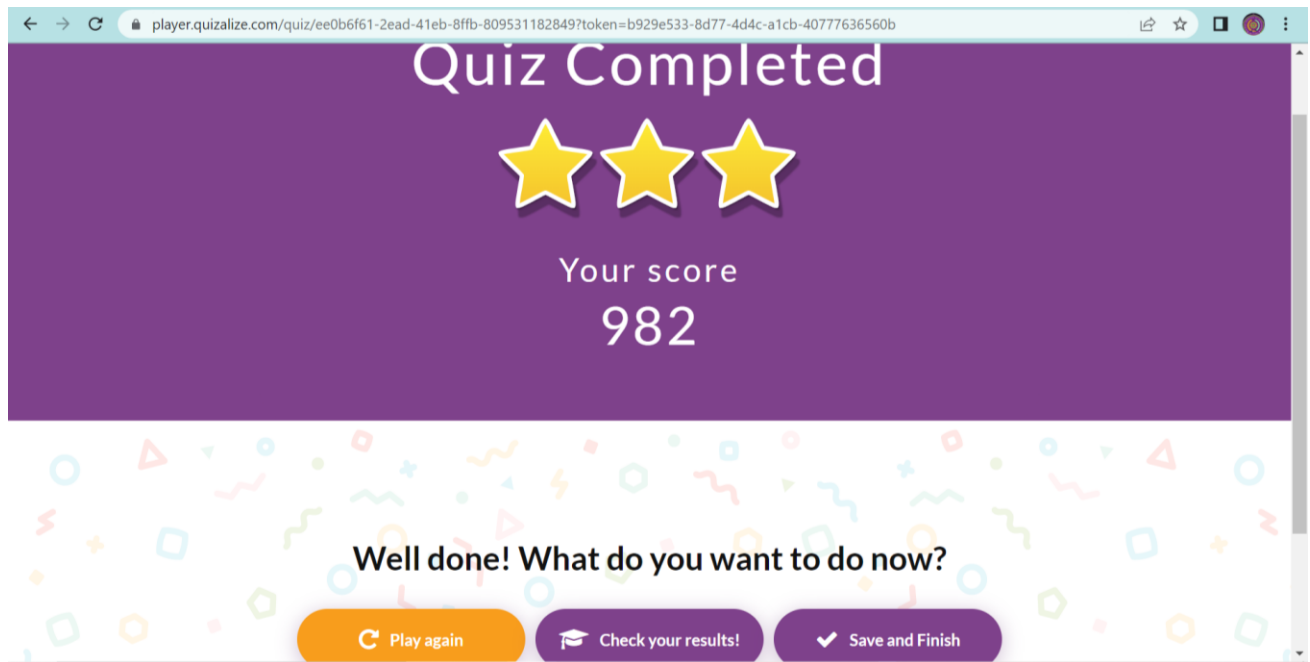 player.quizalize.com/quiz/ee0b6f61-2ead-41eb-8ffb-809531182849?token=b929e533-8d77-4d4c-a1cb-40777636560b
Quiz Completed
Your score
982
Well done! What do you want to do now?
Play again
Check your results!
Save and Finish